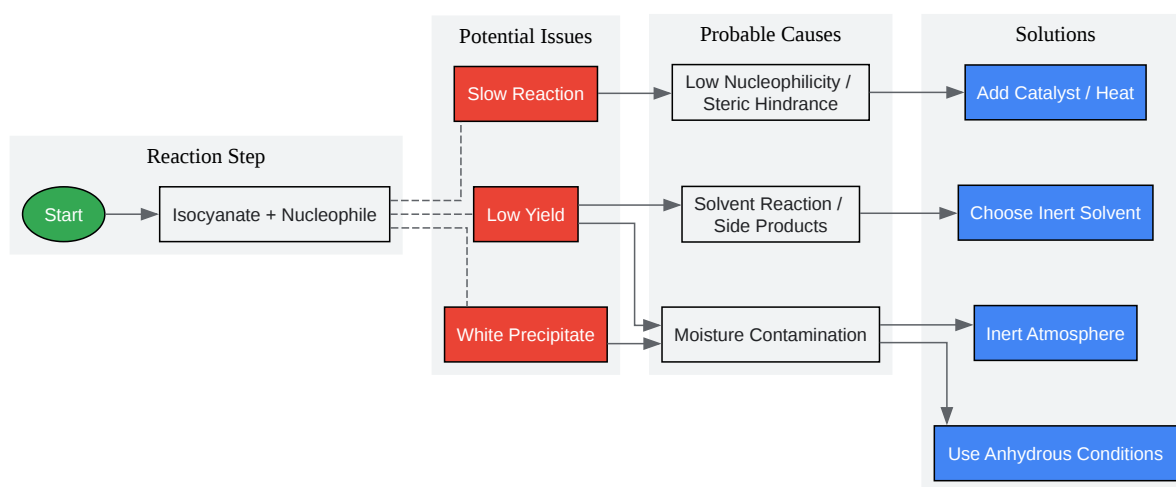 Reaction Step
Start
Isocyanate + Nucleophile
Potential Issues
Slow Reaction
Low Yield
White Precipitate
Probable Causes
Low Nucleophilicity /
Steric Hindrance
Solvent Reaction /
Side Products
Moisture Contamination
Solutions
Add Catalyst / Heat
Choose Inert Solvent
Inert Atmosphere
Use Anhydrous Conditions